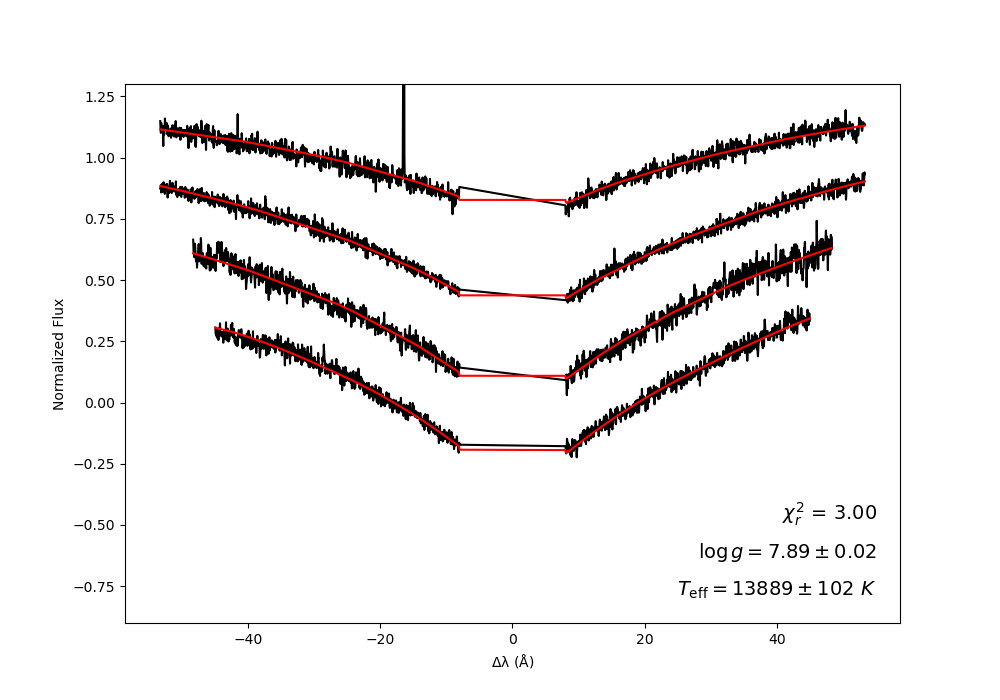 1.25
1.00
0.75
0.50
0.25
0.00
−0.25
−0.50
−0.75
Normalized Flux
χ²ᵣ = 3.00
log g = 7.89 ± 0.02
T_eff = 13889 ± 102 K
−40 −20 0 20 40
Δλ (Å)